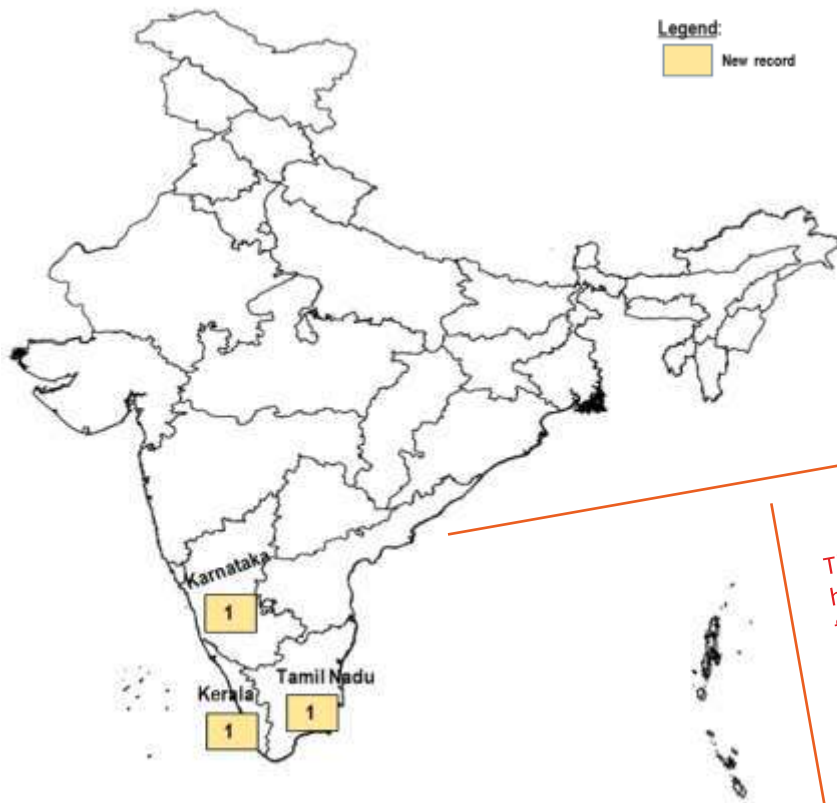 Legend:
New record
Karnataka
1
Tamil Nadu
Kerala
1
1